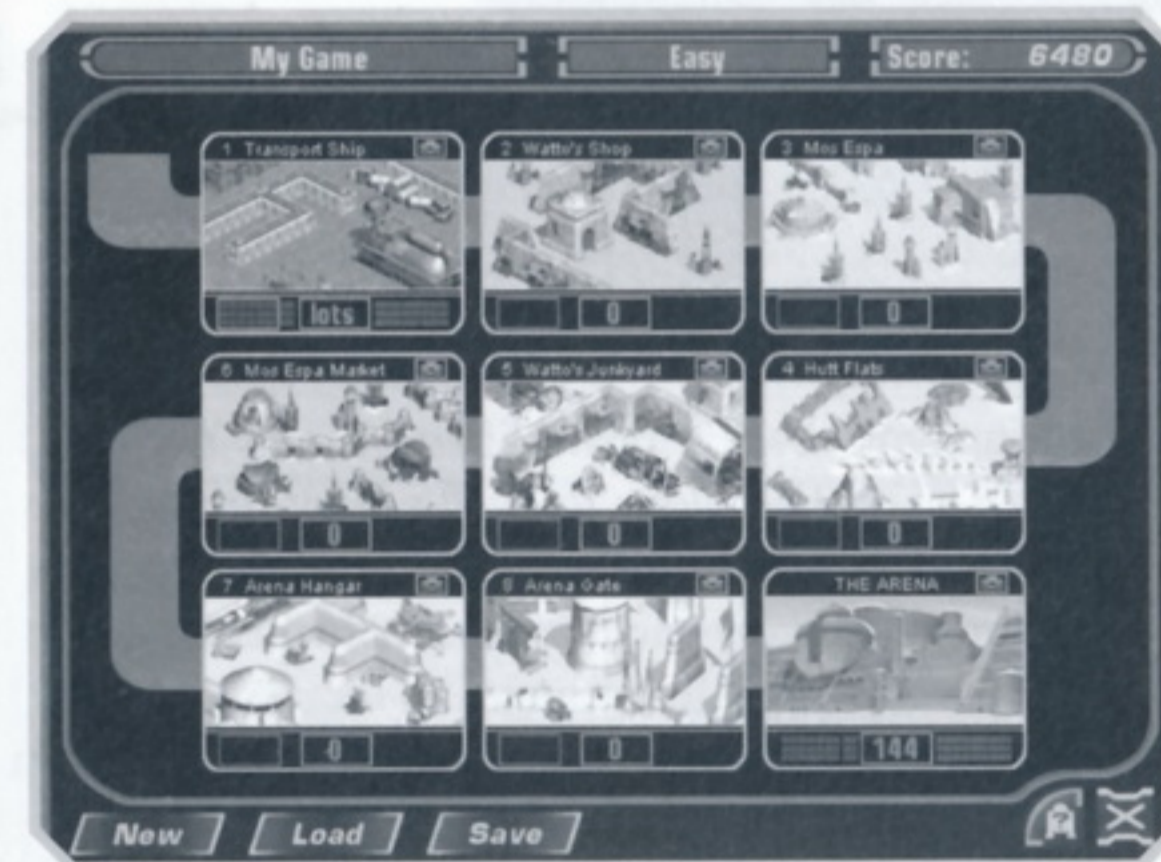 My Game Easy Score: 6480
1 Transport Ship 2 Watto's Shop 3 Mos Espa
lots 0 0
6 Mos Espa Market 5 Watto's Junkyard 4 Hutt Flats
0 0 0
7 Arena Hangar 8 Arena Gate THE ARENA
0 0 144
New Load Save
?